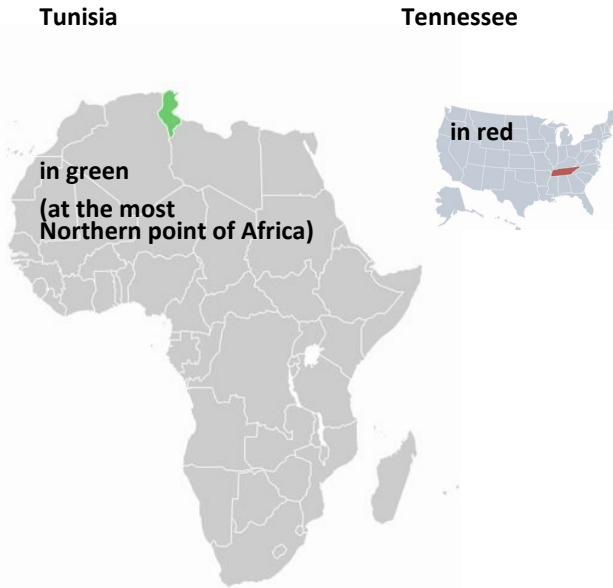 Tunisia
Tennessee
in red
in green
(at the most
Northern point of Africa)